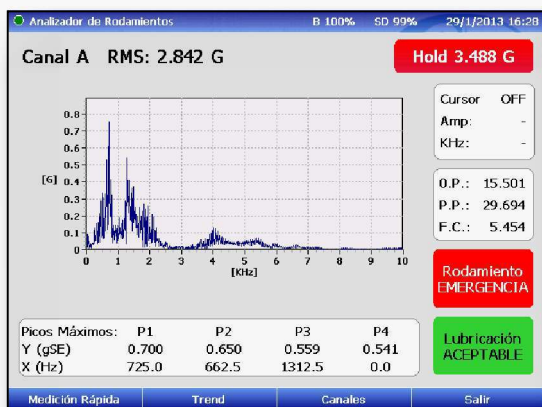 Analizador de Rodamientos B 100% SD 99% 29/1/2013 16:28
Canal A RMS: 2.842 G
Hold 3.488 G
Cursor OFF
Amp: -
KHz: -
O.P.: 15.501
P.P.: 29.694
F.C.: 5.454
0.8
0.7
0.6
0.5
[G] 0.4
0.3
0.2
0.1
0
0 1 2 3 4 5 6 7 8 9 10
[KHz]
Rodamiento
EMERGENCIA
Lubricación
ACEPTABLE
Picos Máximos: P1 P2 P3 P4
Y (gSE) 0.700 0.650 0.559 0.541
X (Hz) 725.0 662.5 1312.5 0.0
Medición Rápida Trend Canales Salir